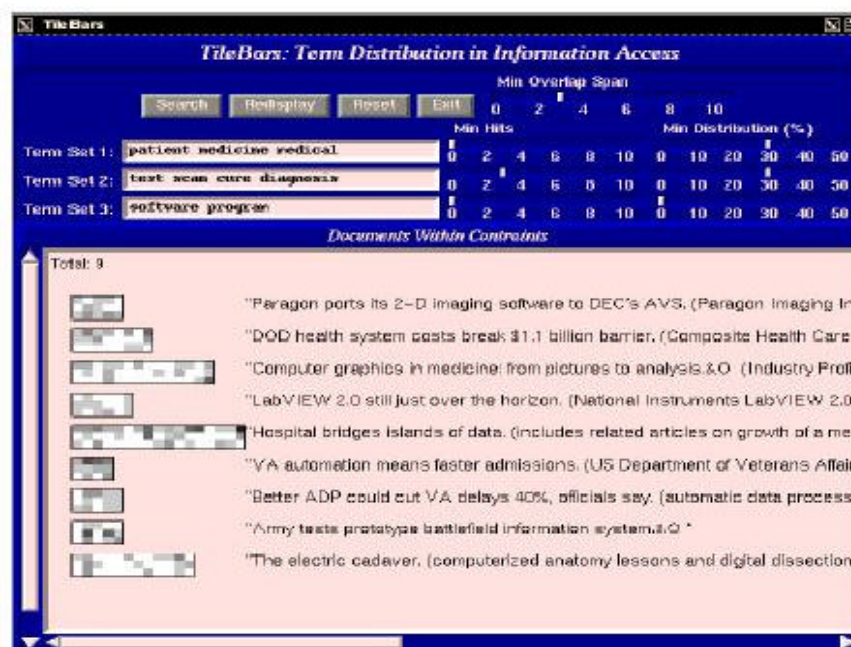 TileBars
TileBars: Term Distribution in Information Access
Min Overlap Span
Search Redisplay Reset Exit 0 2 4 6 8 10
Min Hits Min Distribution (%)
Term Set 1: patient medicine medical 0 2 4 6 8 10 0 10 20 30 40 50
Term Set 2: test scan cure diagnosis 0 2 4 6 8 10 0 10 20 30 40 50
Term Set 3: software program 0 2 4 6 8 10 0 10 20 30 40 50
Documents Within Contraints
Total: 9
"Paragon ports its 2-D imaging software to DEC's AVS. (Paragon Imaging In
"DOD health system costs break $1.1 billion barrier. (Composite Health Care
"Computer graphics in medicine: from pictures to analysis.&O (Industry Profi
"LabVIEW 2.0 still just over the horizon. (National Instruments LabVIEW 2.0
"Hospital bridges islands of data. (includes related articles on growth of a me
"VA automation means faster admissions. (US Department of Veterans Affai
"Better ADP could cut VA delays 40%, officials say. (automatic data process
"Army tests prototype battlefield information system.&O "
"The electric cadaver. (computerized anatomy lessons and digital dissection